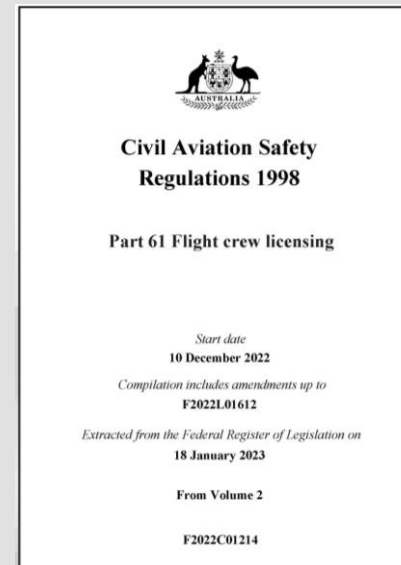 AUSTRALIA
Civil Aviation Safety
Regulations 1998
Part 61 Flight crew licensing
Start date
10 December 2022
Compilation includes amendments up to
F2022L01612
Extracted from the Federal Register of Legislation on
18 January 2023
From Volume 2
F2022C01214